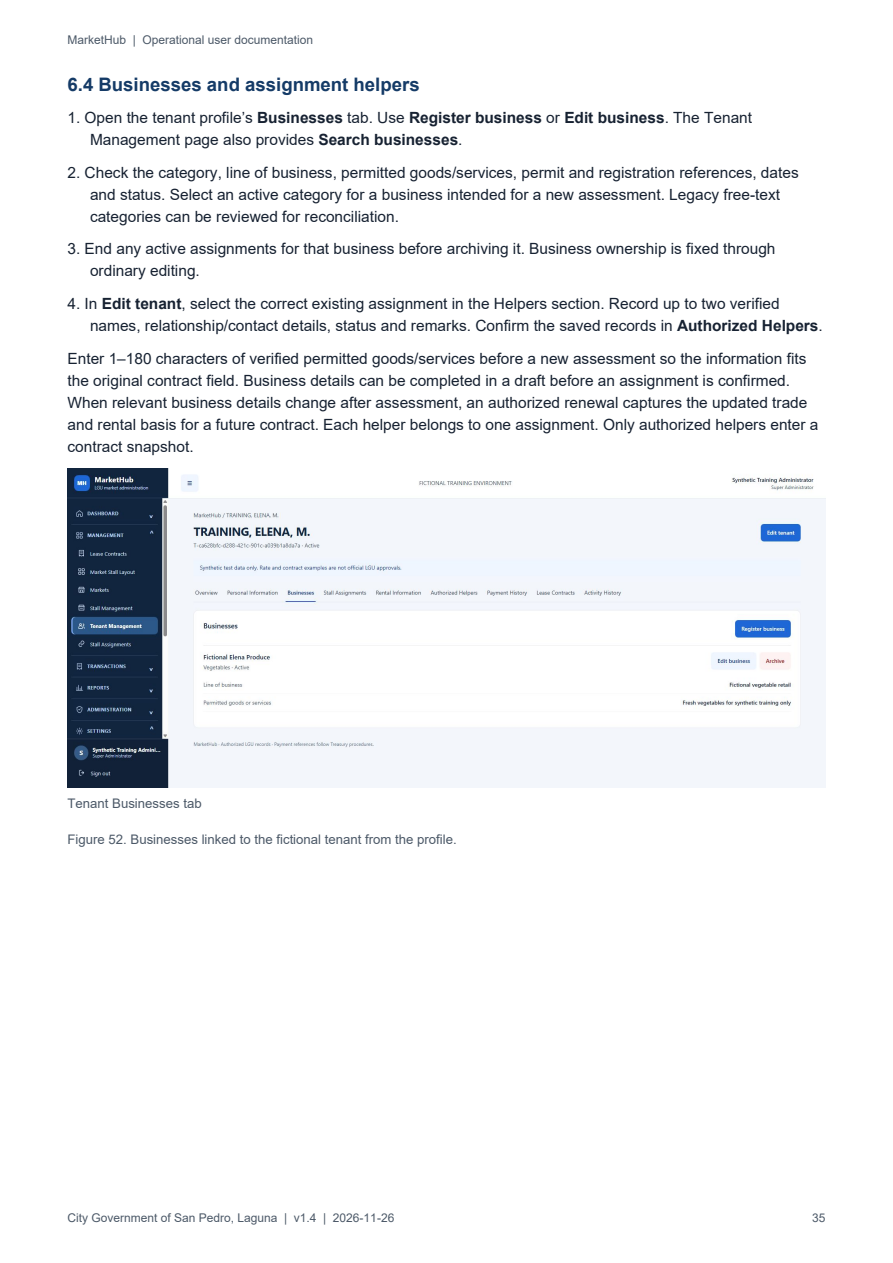 MarketHub | Operational user documentation
6.4 Businesses and assignment helpers
1. Open the tenant profile’s Businesses tab. Use Register business or Edit business. The Tenant
Management page also provides Search businesses.
2. Check the category, line of business, permitted goods/services, permit and registration references, dates
and status. Select an active category for a business intended for a new assessment. Legacy free-text
categories can be reviewed for reconciliation.
3. End any active assignments for that business before archiving it. Business ownership is fixed through
ordinary editing.
4. In Edit tenant, select the correct existing assignment in the Helpers section. Record up to two verified
names, relationship/contact details, status and remarks. Confirm the saved records in Authorized Helpers.
Enter 1–180 characters of verified permitted goods/services before a new assessment so the information fits
the original contract field. Business details can be completed in a draft before an assignment is confirmed.
When relevant business details change after assessment, an authorized renewal captures the updated trade
and rental basis for a future contract. Each helper belongs to one assignment. Only authorized helpers enter a
contract snapshot.
MH MarketHub
LGU market administration
FICTIONAL TRAINING ENVIRONMENT
Synthetic Training Administrator
Super Administrator
DASHBOARD
MANAGEMENT
Lease Contracts
Market Stall Layout
Markets
Stall Management
Tenant Management
Stall Assignments
TRANSACTIONS
REPORTS
ADMINISTRATION
SETTINGS
S Synthetic Training Admini...
Super Administrator
Sign out
MarketHub / TRAINING, ELENA, M.
TRAINING, ELENA, M.
Edit tenant
T-ca628bfc-d288-421c-901c-a039b1a8da7a · Active
Synthetic test data only. Rate and contract examples are not official LGU approvals.
Overview Personal Information Businesses Stall Assignments Rental Information Authorized Helpers Payment History Lease Contracts Activity History
Businesses
Register business
Fictional Elena Produce
Vegetables · Active
Edit business Archive
Line of business Fictional vegetable retail
Permitted goods or services Fresh vegetables for synthetic training only
MarketHub · Authorized LGU records · Payment references follow Treasury procedures.
Tenant Businesses tab
Figure 52. Businesses linked to the fictional tenant from the profile.
City Government of San Pedro, Laguna | v1.4 | 2026-11-26
35